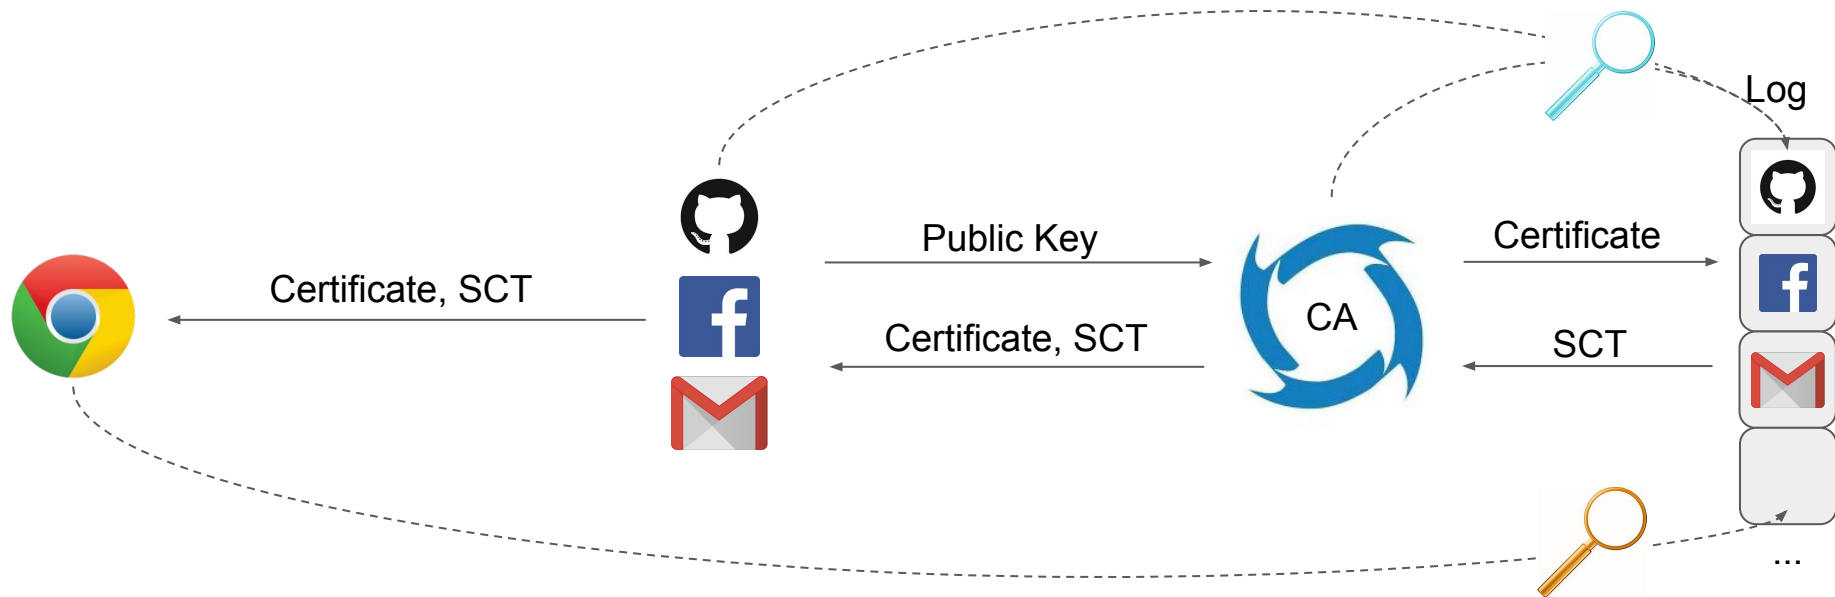 Log
Public Key
Certificate
Certificate, SCT
CA
Certificate, SCT
SCT
...